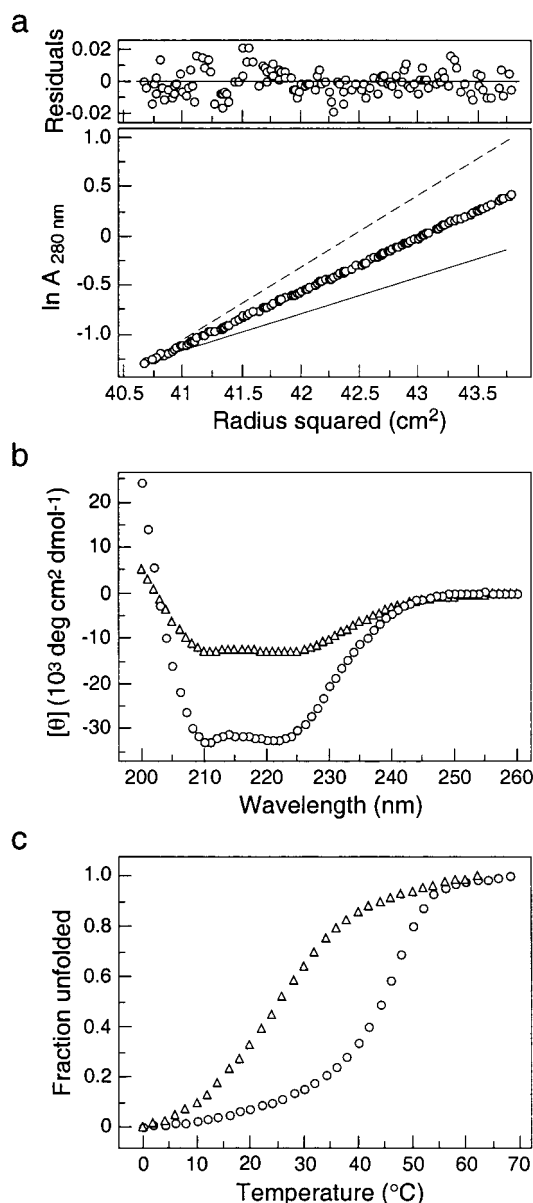 a
Residuals
0.02
0
-0.02
ln A 280 nm
1.0
0.5
0
-0.5
-1.0
40.5 41 41.5 42 42.5 43 43.5
Radius squared (cm²)
b
[θ] (10³ deg cm² dmol⁻¹)
20
10
0
-10
-20
-30
200 210 220 230 240 250 260
Wavelength (nm)
c
Fraction unfolded
1.0
0.8
0.6
0.4
0.2
0
0 10 20 30 40 50 60 70
Temperature (°C)